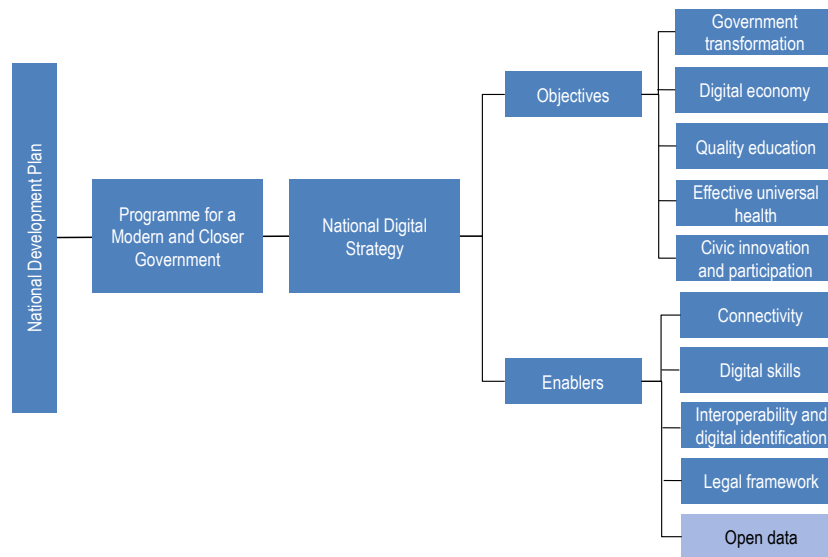 National Development Plan
Programme for a
Modern and Closer
Government
National Digital
Strategy
Objectives
Government
transformation
Digital economy
Quality education
Effective universal
health
Civic innovation
and participation
Enablers
Connectivity
Digital skills
Interoperability and
digital identification
Legal framework
Open data